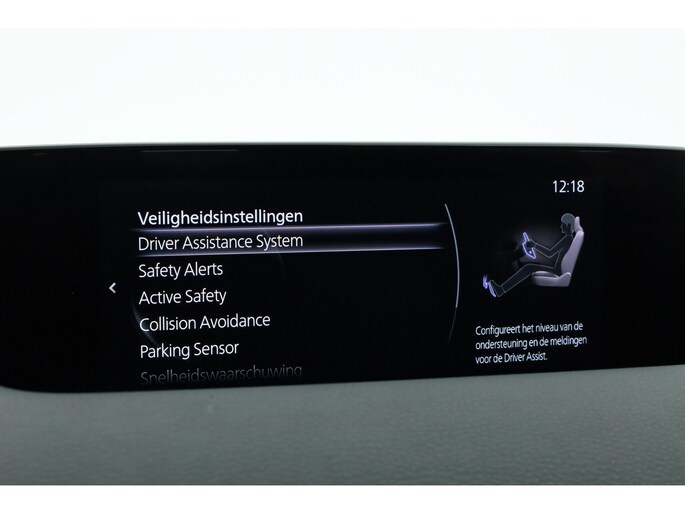 12:18
Veiligheidsinstellingen
Driver Assistance System
Safety Alerts
Active Safety
Collision Avoidance
Parking Sensor
Snelheidswaarschuwing
Configureert het niveau van de
ondersteuning en de meldingen
voor de Driver Assist.